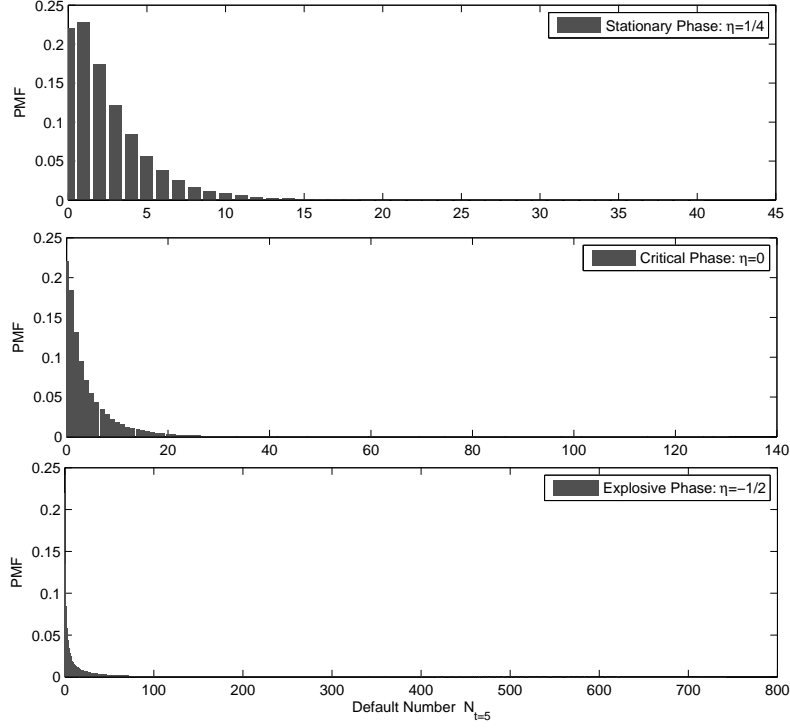 0.25
0.2
0.15
0.1
0.05
0
PMF
Stationary Phase: η=1/4
0 5 10 15 20 25 30 35 40 45
0.25
0.2
0.15
0.1
0.05
0
PMF
Critical Phase: η=0
0 20 40 60 80 100 120 140
0.25
0.2
0.15
0.1
0.05
0
PMF
Explosive Phase: η=−1/2
0 100 200 300 400 500 600 700 800
Default Number N_{t=5}